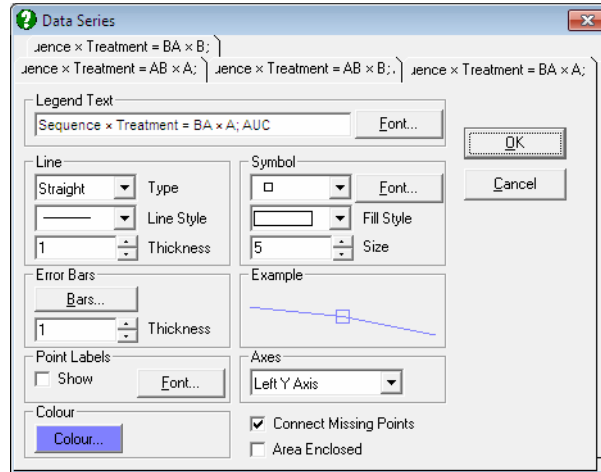 Data Series
uence × Treatment = BA × B;
uence × Treatment = AB × A;
uence × Treatment = AB × B;.
uence × Treatment = BA × A;
Legend Text
Sequence × Treatment = BA × A; AUC
Font...
OK
Cancel
Line
Straight
Type
Line Style
1
Thickness
Symbol
Font...
Fill Style
5
Size
Error Bars
Bars...
1
Thickness
Example
Point Labels
Show
Font...
Axes
Left Y Axis
Colour
Colour...
Connect Missing Points
Area Enclosed